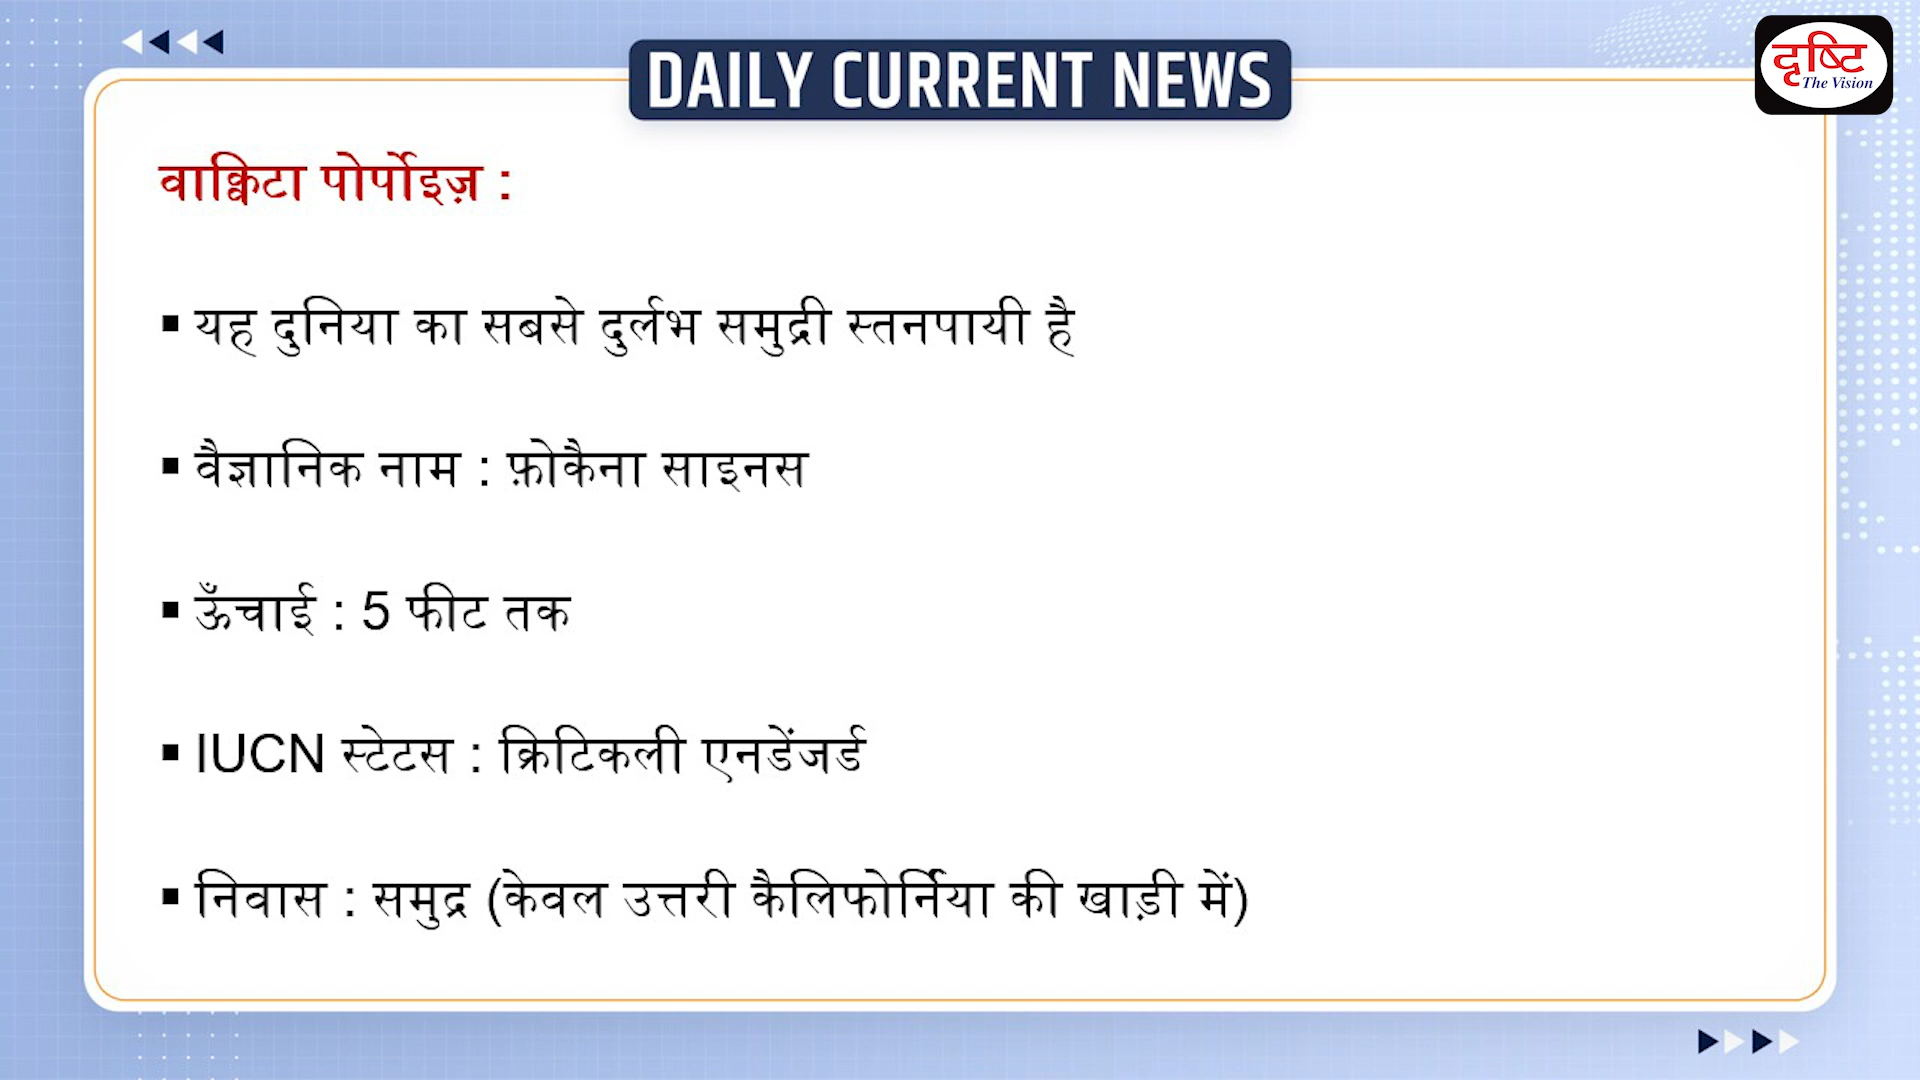 DAILY CURRENT NEWS
दृष्टि
The Vision
वाक्विटा पोर्पोइज़ :
▪ यह दुनिया का सबसे दुर्लभ समुद्री स्तनपायी है
▪ वैज्ञानिक नाम : फ़ोकैना साइनस
▪ ऊँचाई : 5 फीट तक
▪ IUCN स्टेटस : क्रिटिकली एनडेंजर्ड
▪ निवास : समुद्र (केवल उत्तरी कैलिफोर्निया की खाड़ी में)